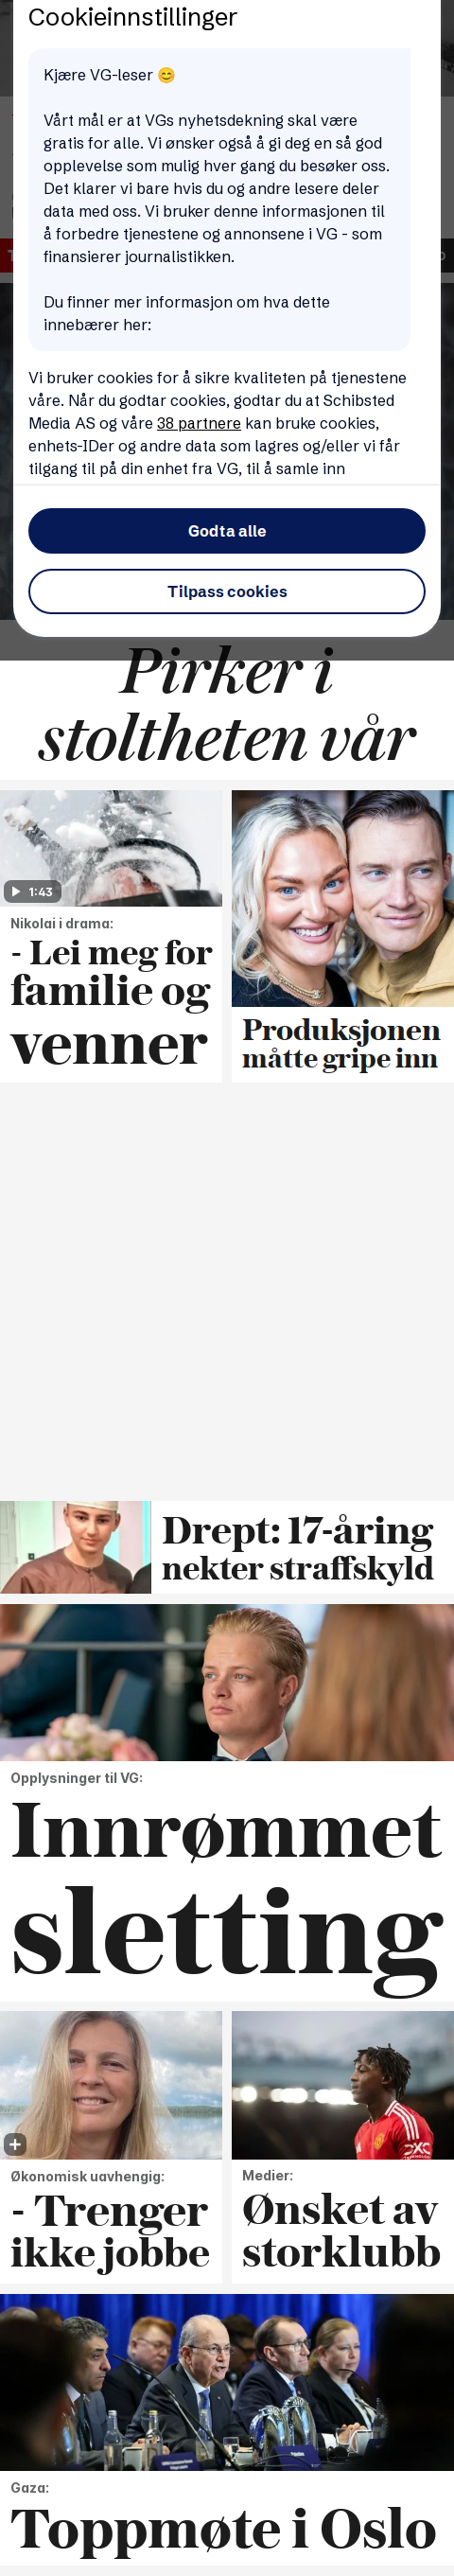 Cookieinnstillinger
Kjære VG-leser 😊
Vårt mål er at VGs nyhetsdekning skal være
gratis for alle. Vi ønsker også å gi deg en så god
opplevelse som mulig hver gang du besøker oss.
Det klarer vi bare hvis du og andre lesere deler
data med oss. Vi bruker denne informasjonen til
å forbedre tjenestene og annonsene i VG - som
finansierer journalistikken.
Du finner mer informasjon om hva dette
innebærer her:
Vi bruker cookies for å sikre kvaliteten på tjenestene
våre. Når du godtar cookies, godtar du at Schibsted
Media AS og våre 38 partnere kan bruke cookies,
enhets-IDer og andre data som lagres og/eller vi får
tilgang til på din enhet fra VG, til å samle inn
Godta alle
Tilpass cookies
Pirker i
stoltheten vår
1:43
Nikolai i drama:
- Lei meg for
familie og
venner
Produksjonen
måtte gripe inn
Drept: 17-åring
nekter straffskyld
Opplysninger til VG:
Innrømmet
sletting
Økonomisk uavhengig:
- Trenger
ikke jobbe
Medier:
Ønsket av
storklubb
Gaza:
Toppmøte i Oslo